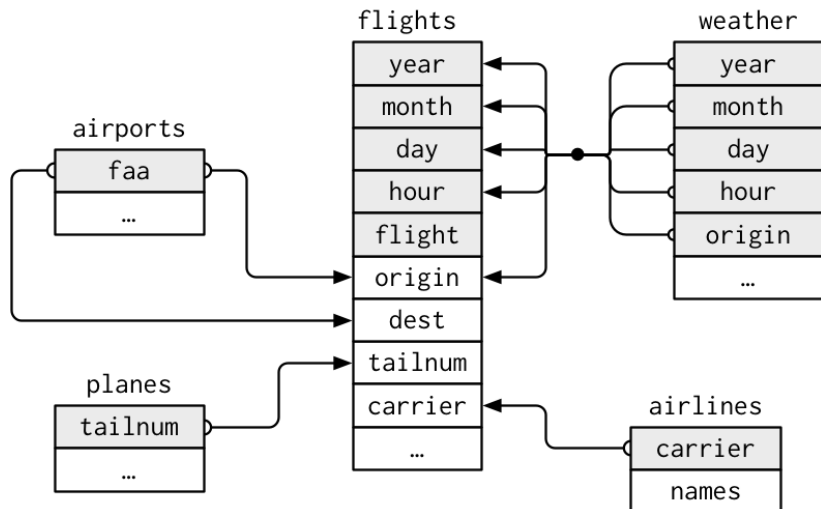 flights
year
month
day
hour
flight
origin
dest
tailnum
carrier
…
weather
year
month
day
hour
origin
…
airports
faa
…
planes
tailnum
…
airlines
carrier
names